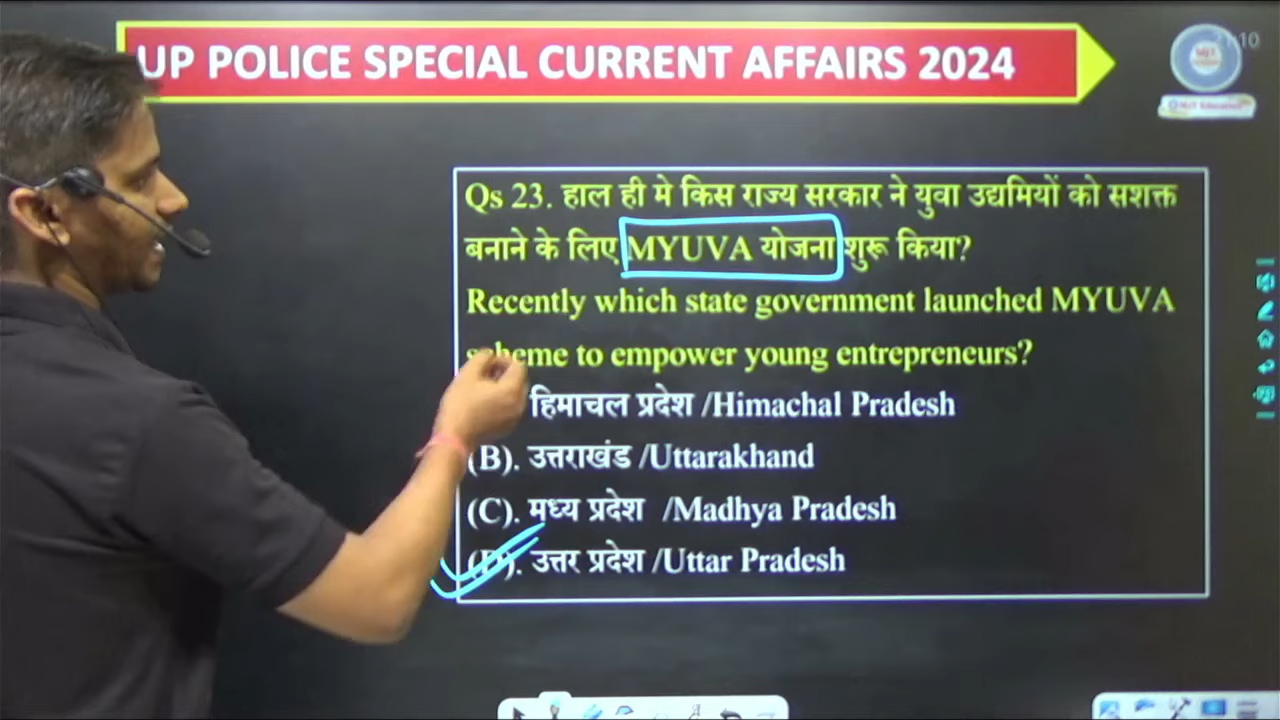 UP POLICE SPECIAL CURRENT AFFAIRS 2024
Qs 23. हाल ही मे किस राज्य सरकार ने युवा उद्यमियों को सशक्त
बनाने के लिए MYUVA योजना शुरू किया?
Recently which state government launched MYUVA
scheme to empower young entrepreneurs?
हिमाचल प्रदेश /Himachal Pradesh
(B). उत्तराखंड /Uttarakhand
(C). मध्य प्रदेश /Madhya Pradesh
(D). उत्तर प्रदेश /Uttar Pradesh